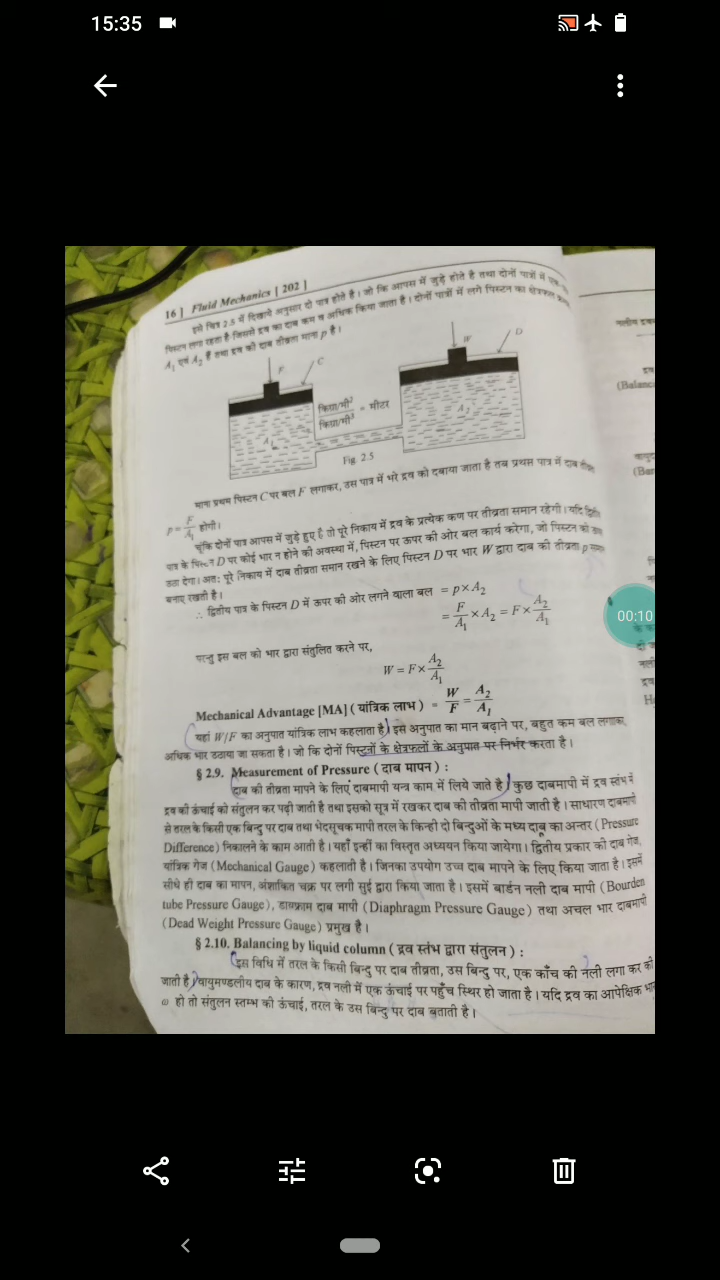 15:35
16 ] Fluid Mechanics [ 202 ]
इसे चित्र 2.5 में दिखाये अनुसार दो पात्र होते है। जो कि आपस में जुड़े होते है तथा दोनों पात्रों में एक-
पिस्टन लगा रहता है जिससे द्रव का दाब कम व अधिक किया जाता है। दोनों पात्रों में लगे पिस्टन का क्षेत्रफल
A₁ एवं A₂ हैं तथा द्रव की दाब तीव्रता माना p है।
F C W D
किग्रा/मी² / किग्रा/मी³ = मीटर
A₁ A₂
Fig 2.5
माना प्रथम पिस्टन C पर बल F लगाकर, उस पात्र में भरे द्रव को दबाया जाता है तब प्रथम पात्र में दाब
p = F/A₁ होगी।
चूंकि दोनों पात्र आपस में जुड़े हुए है तो पूरे निकाय में द्रव के प्रत्येक कण पर तीव्रता समान रहेगी। यदि द्वितीय
पात्र के पिस्टन D पर कोई भार न होने की अवस्था में, पिस्टन पर ऊपर की ओर बल कार्य करेगा, जो पिस्टन को
उठा देगा। अतः पूरे निकाय में दाब तीव्रता समान रखने के लिए पिस्टन D पर भार W द्वारा दाब की तीव्रता p समान
बनाए रखती है।
∴ द्वितीय पात्र के पिस्टन D में ऊपर की ओर लगने वाला बल = p × A₂
= F/A₁ × A₂ = F × A₂/A₁
00:10
परन्तु इस बल को भार द्वारा संतुलित करने पर,
W = F × A₂/A₁
Mechanical Advantage [MA] ( यांत्रिक लाभ ) = W/F = A₂/A₁
यहां W/F का अनुपात यांत्रिक लाभ कहलाता है। इसे अनुपात का मान बढ़ाने पर, बहुत कम बल लगाकर,
अधिक भार उठाया जा सकता है। जो कि दोनों पिस्टनों के क्षेत्रफलों के अनुपात पर निर्भर करता है।
§ 2.9. Measurement of Pressure ( दाब मापन ) :
दाब की तीव्रता मापने के लिए दाबमापी यन्त्र काम में लिये जाते है। कुछ दाबमापी में द्रव स्तंभ में
द्रव की ऊंचाई को संतुलन कर पढ़ी जाती है तथा इसको सूत्र में रखकर दाब की तीव्रता मापी जाती है। साधारण दाबमापी
से तरल के किसी एक बिन्दु पर दाब तथा भेदसूचक मापी तरल के किन्ही दो बिन्दुओं के मध्य दाब का अन्तर (Pressure
Difference) निकालने के काम आती है। यहाँ इन्हीं का विस्तृत अध्ययन किया जायेगा। द्वितीय प्रकार की दाब गेज,
यांत्रिक गेज (Mechanical Gauge) कहलाती है। जिनका उपयोग उच्च दाब मापने के लिए किया जाता है। इसमें
सीधे ही दाब का मापन, अंशाकित चक्र पर लगी सुई द्वारा किया जाता है। इसमें बार्डन नली दाब मापी (Bourden
tube Pressure Gauge), डायफ्राम दाब मापी (Diaphragm Pressure Gauge) तथा अचल भार दाबमापी
(Dead Weight Pressure Gauge) प्रमुख है।
§ 2.10. Balancing by liquid column ( द्रव स्तंभ द्वारा संतुलन ) :
इस विधि में तरल के किसी बिन्दु पर दाब तीव्रता, उस बिन्दु पर, एक काँच की नली लगा कर की
जाती है। वायुमण्डलीय दाब के कारण, द्रव नली में एक ऊंचाई पर पहुँच स्थिर हो जाता है। यदि द्रव का आपेक्षिक भार
ω हो तो संतुलन स्तम्भ की ऊंचाई, तरल के उस बिन्दु पर दाब बताती है।